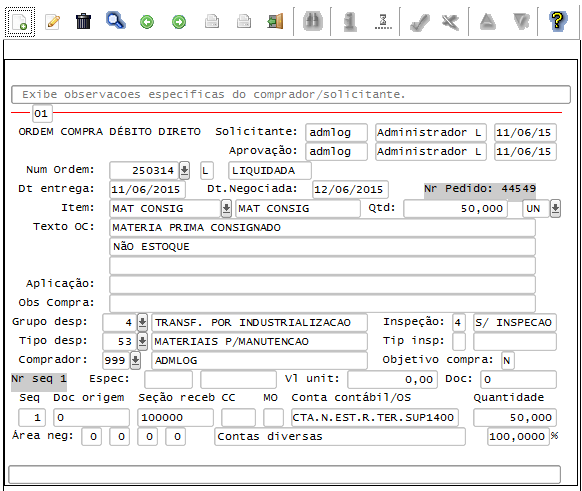 Exibe observacoes especificas do comprador/solicitante.
01
ORDEM COMPRA DÉBITO DIRETO Solicitante: admlog Administrador L 11/06/15
Aprovação: admlog Administrador L 11/06/15
Num Ordem: 250314 L LIQUIDADA
Dt entrega: 11/06/2015 Dt.Negociada: 12/06/2015 Nr Pedido: 44549
Item: MAT CONSIG MAT CONSIG Qtd: 50,000 UN
Texto OC: MATERIA PRIMA CONSIGNADO
NãO ESTOQUE
Aplicação:
Obs Compra:
Grupo desp: 4 TRANSF. POR INDUSTRIALIZACAO Inspeção: 4 S/ INSPECAO
Tipo desp: 53 MATERIAIS P/MANUTENCAO Tip insp:
Comprador: 999 ADMLOG Objetivo compra: N
Nr seq 1 Espec: Vl unit: 0,00 Doc: 0
Seq Doc origem Seção receb CC MO Conta contábil/OS Quantidade
1 0 100000 CTA.N.EST.R.TER.SUP1400 50,000
Área neg: 0 0 0 0 Contas diversas 100,0000 %